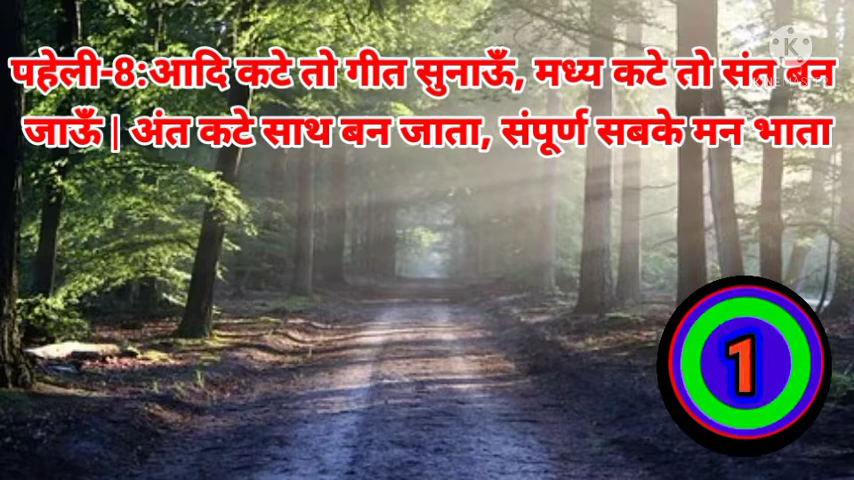 पहेली-8:आदि कटे तो गीत सुनाऊँ, मध्य कटे तो संत बन
जाऊँ | अंत कटे साथ बन जाता, संपूर्ण सबके मन भाता
K
1